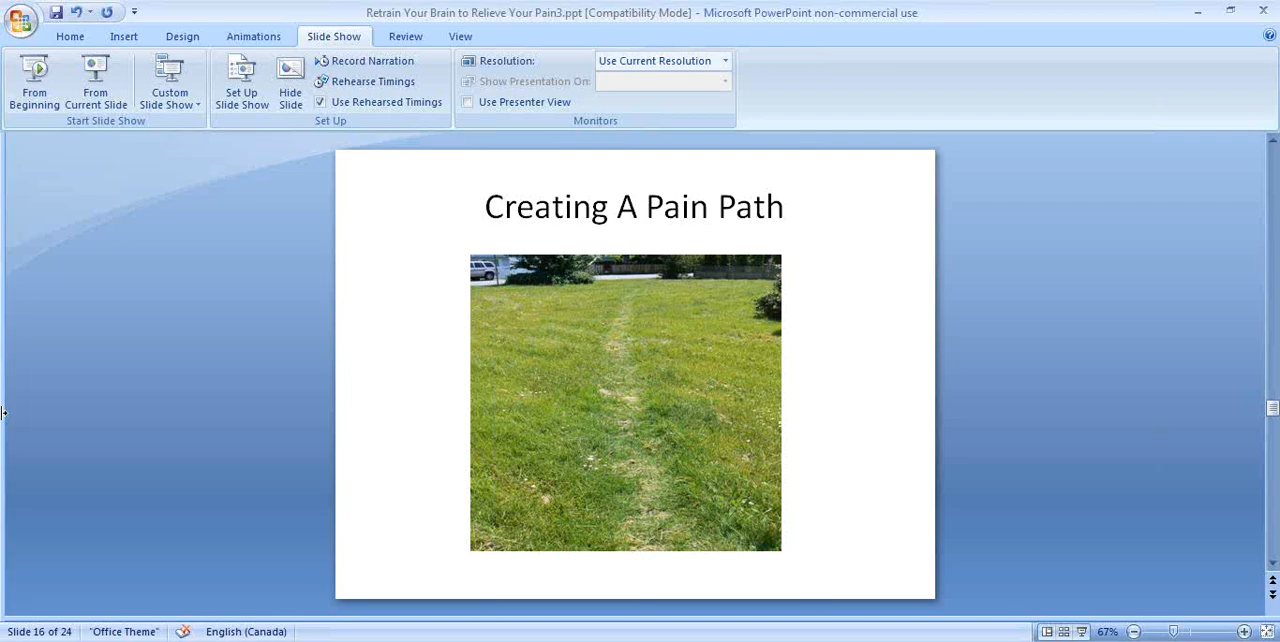 Retrain Your Brain to Relieve Your Pain3.ppt [Compatibility Mode] - Microsoft PowerPoint non-commercial use
Home Insert Design Animations Slide Show Review View
From Beginning
From Current Slide
Custom Slide Show
Start Slide Show
Set Up Slide Show
Hide Slide
Record Narration
Rehearse Timings
Use Rehearsed Timings
Set Up
Resolution: Use Current Resolution
Show Presentation On:
Use Presenter View
Monitors
Creating A Pain Path
Slide 16 of 24 "Office Theme" English (Canada) 67%